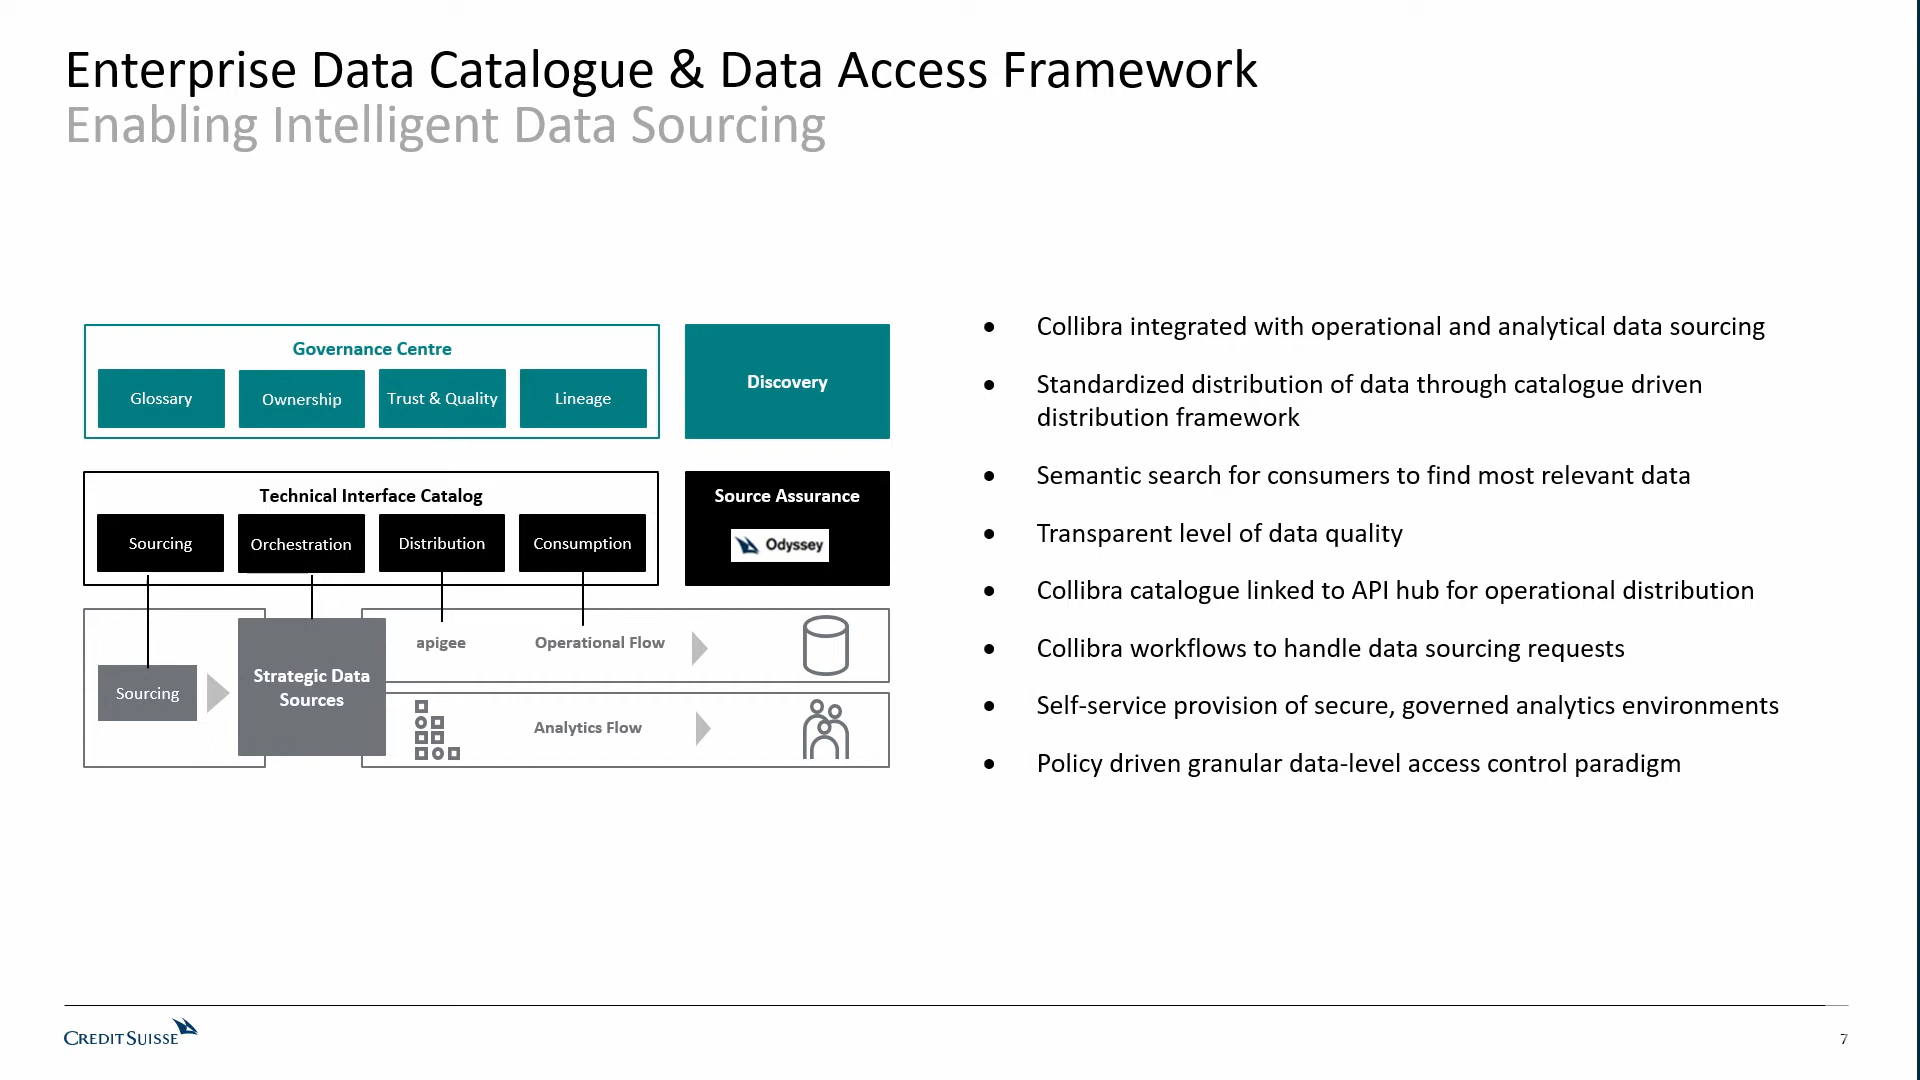 Enterprise Data Catalogue & Data Access Framework
Enabling Intelligent Data Sourcing
Governance Centre
Glossary
Ownership
Trust & Quality
Lineage
Discovery
Technical Interface Catalog
Sourcing
Orchestration
Distribution
Consumption
Source Assurance
Odyssey
Sourcing
Strategic Data
Sources
apigee
Operational Flow
Analytics Flow
• Collibra integrated with operational and analytical data sourcing
• Standardized distribution of data through catalogue driven
distribution framework
• Semantic search for consumers to find most relevant data
• Transparent level of data quality
• Collibra catalogue linked to API hub for operational distribution
• Collibra workflows to handle data sourcing requests
• Self-service provision of secure, governed analytics environments
• Policy driven granular data-level access control paradigm
CREDIT SUISSE
7